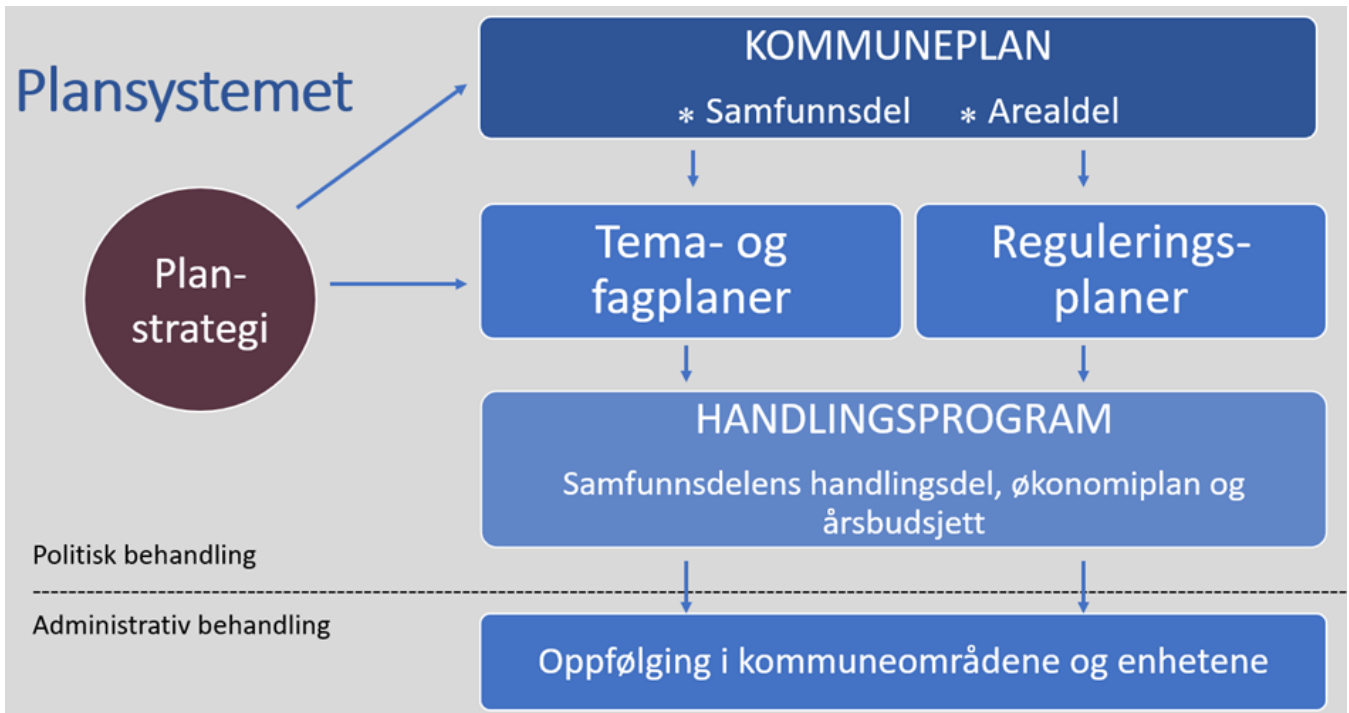 Plansystemet
KOMMUNEPLAN
* Samfunnsdel * Arealdel
Plan-
strategi
Tema- og
fagplaner
Regulerings-
planer
HANDLINGSPROGRAM
Samfunnsdelens handlingsdel, økonomiplan og
årsbudsjett
Politisk behandling
Administrativ behandling
Oppfølging i kommuneområdene og enhetene